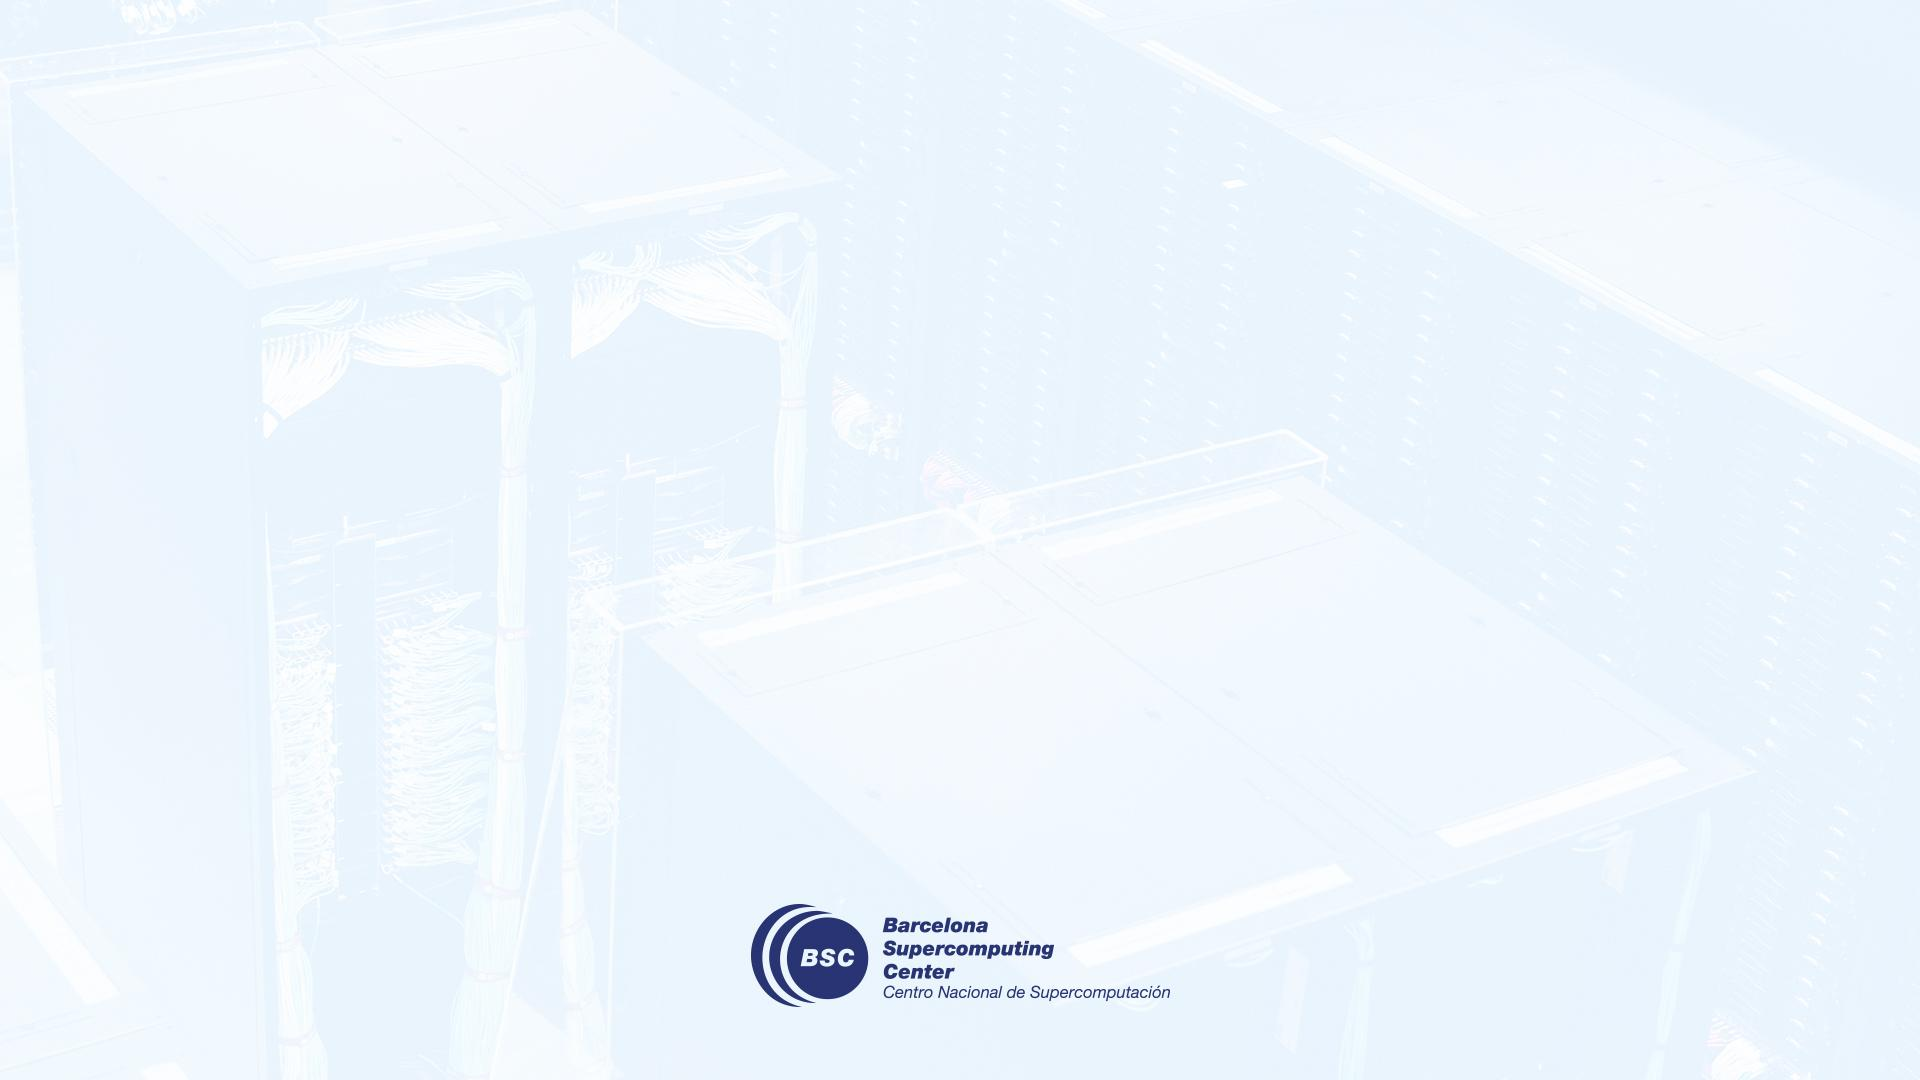 BSC
Barcelona
Supercomputing
Center
Centro Nacional de Supercomputación